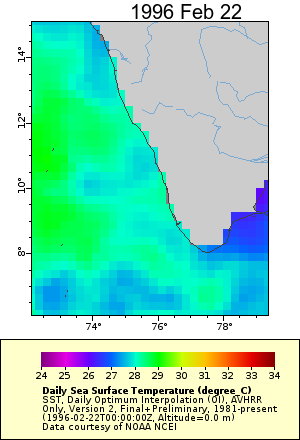 1996 Feb 22
14°
12°
10°
8°
74° 76° 78°
24 25 26 27 28 29 30 31 32 33 34
Daily Sea Surface Temperature (degree_C)
SST, Daily Optimum Interpolation (OI), AVHRR
Only, Version 2, Final+Preliminary, 1981-present
(1996-02-22T00:00:00Z, Altitude=0.0 m)
Data courtesy of NOAA NCEI